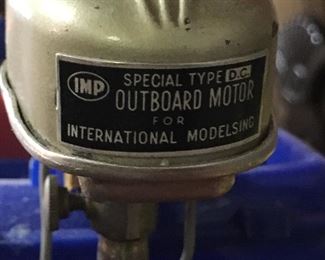 IMP
SPECIAL TYPE D.C.
OUTBOARD MOTOR
FOR
INTERNATIONAL MODELSING